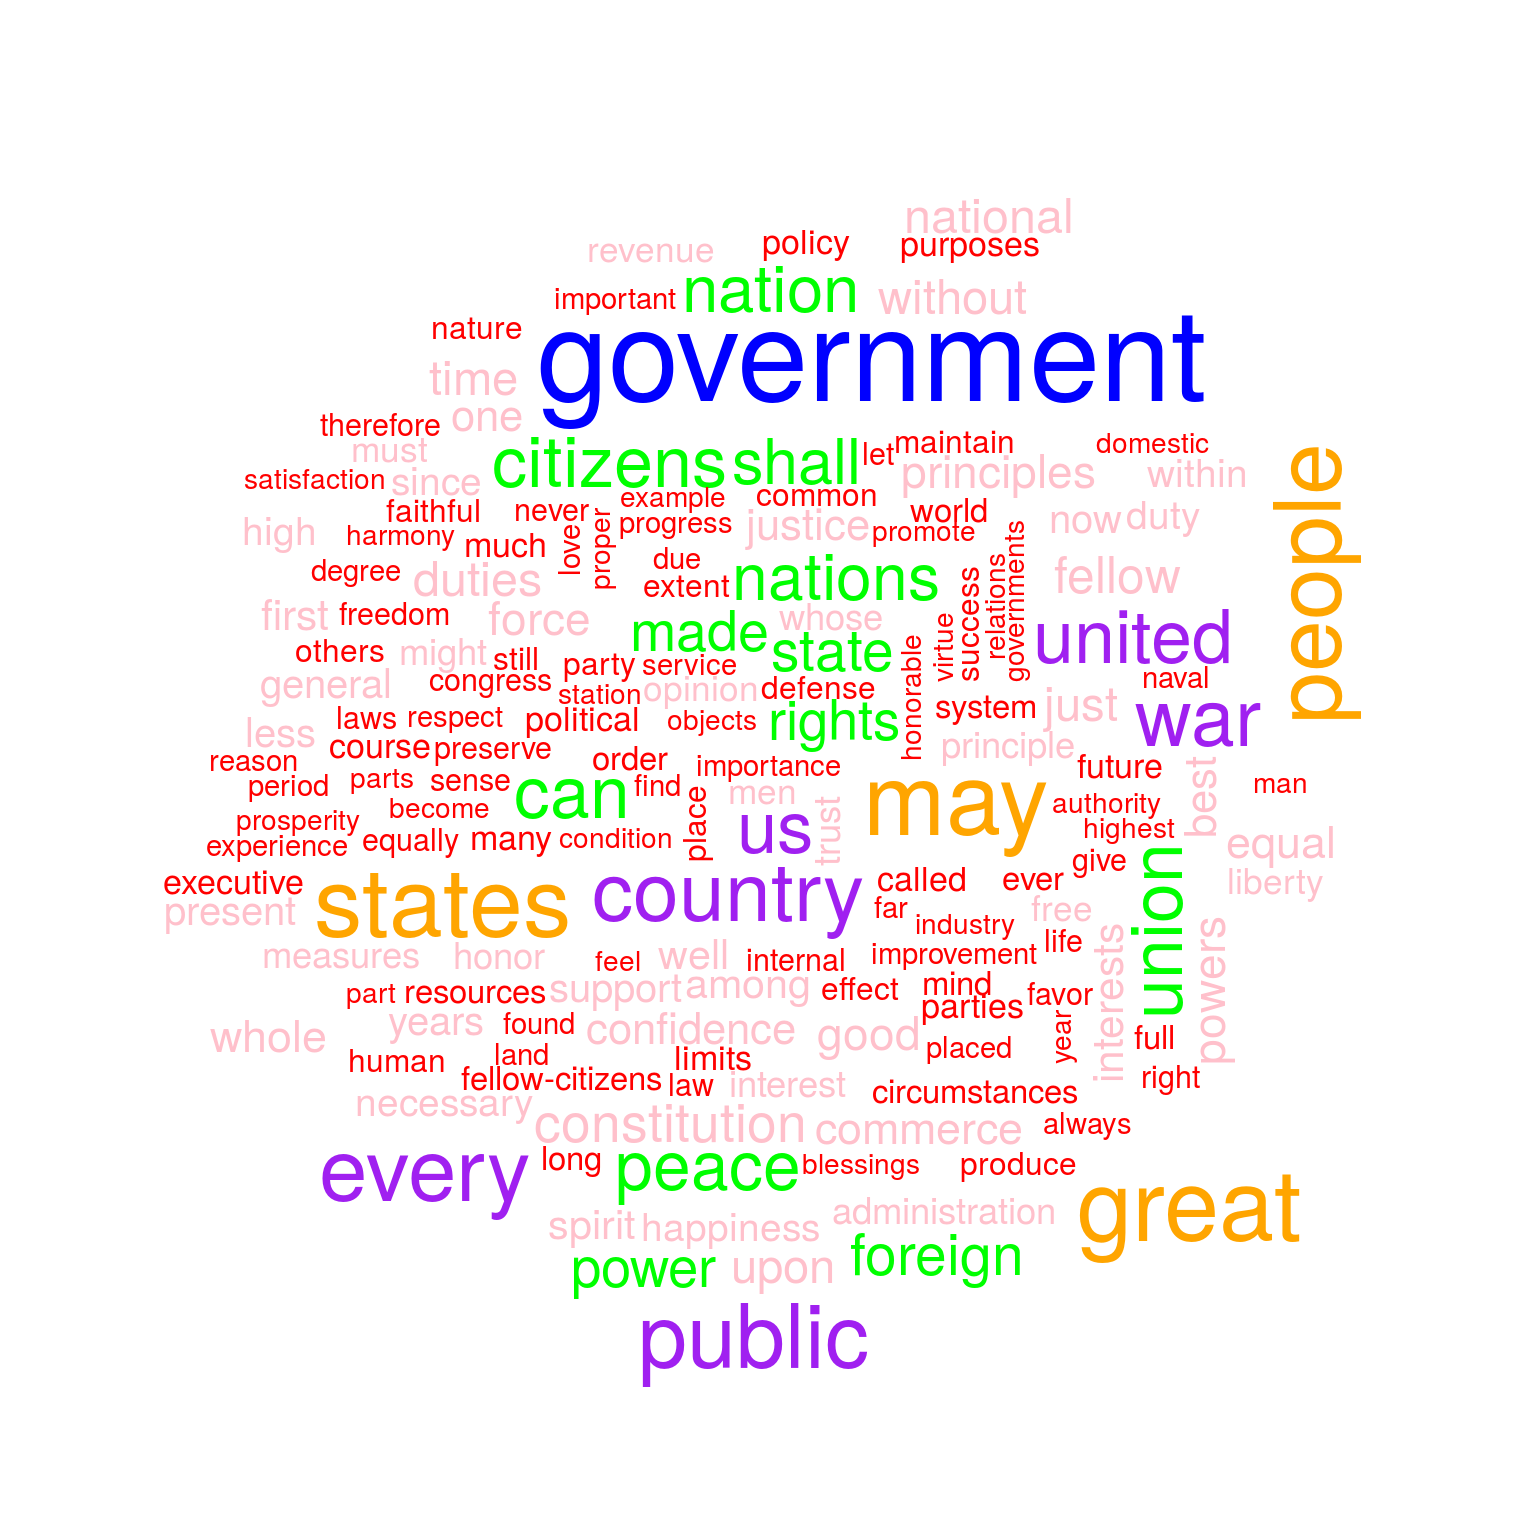 national
revenue
policy
purposes
important
nation
without
nature
government
time
one
therefore
must
citizens
shall
let
maintain
domestic
satisfaction
since
principles
within
people
faithful
never
example
common
world
high
harmony
much
love
proper
progress
justice
promote
now
duty
degree
duties
due
extent
nations
success
relations
governments
fellow
first
freedom
force
made
whose
state
virtue
united
others
might
still
party
service
general
congress
station
opinion
defense
honorable
naval
laws
respect
political
objects
rights
system
just
war
less
course
preserve
principle
reason
order
importance
future
period
parts
sense
can
find
men
may
best
man
prosperity
become
place
us
trust
authority
highest
experience
equally
many
condition
equal
executive
states
country
called
ever
give
union
liberty
present
far
industry
free
measures
honor
feel
well
internal
improvement
life
interests
powers
part
resources
support
among
effect
mind
parties
favor
years
found
confidence
good
year
full
whole
human
land
limits
placed
fellow-citizens
law
interest
circumstances
right
necessary
constitution
commerce
always
every
long
peace
blessings
produce
great
spirit
happiness
administration
power
upon
foreign
public